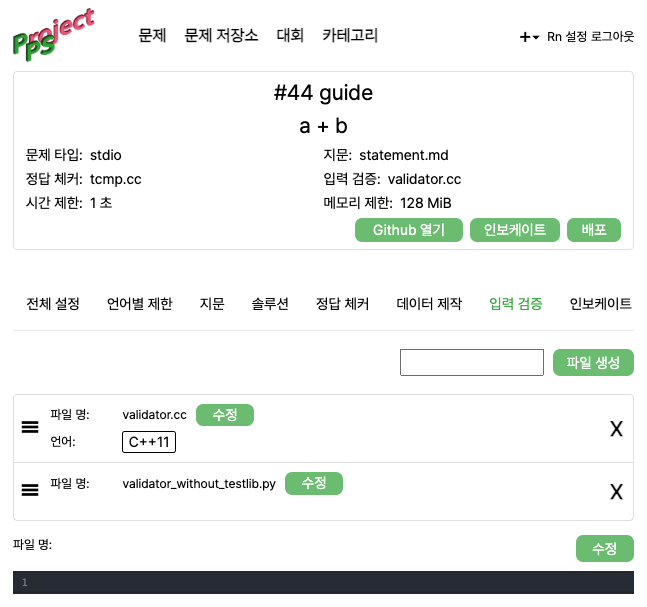 Project
PPS
문제 문제 저장소 대회 카테고리
+ Rn 설정 로그아웃
#44 guide
a + b
문제 타입: stdio
지문: statement.md
정답 체커: tcmp.cc
입력 검증: validator.cc
시간 제한: 1 초
메모리 제한: 128 MiB
Github 열기 인보케이트 배포
전체 설정 언어별 제한 지문 솔루션 정답 체커 데이터 제작 입력 검증 인보케이트
파일 생성
파일 명: validator.cc 수정
언어: C++11
X
파일 명: validator_without_testlib.py 수정
X
파일 명:
수정
1